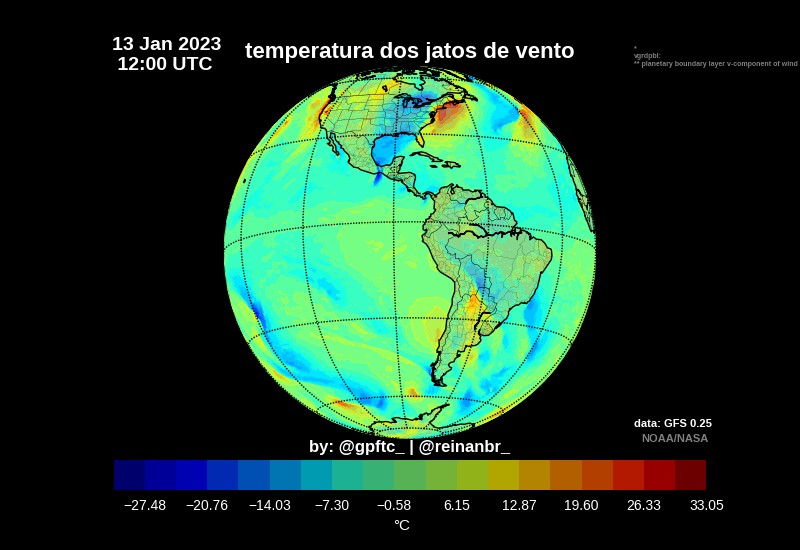 13 Jan 2023
12:00 UTC
temperatura dos jatos de vento
*
vgrdpbl:
** planetary boundary layer v-component of wind
data: GFS 0.25
NOAA/NASA
by: @gpftc_ | @reinanbr_
−27.48 −20.76 −14.03 −7.30 −0.58 6.15 12.87 19.60 26.33 33.05
°C